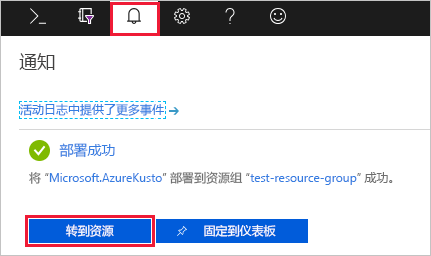 通知
活动日志中提供了更多事件
部署成功
将 “Microsoft.AzureKusto” 部署到资源组 “test-resource-group” 成功。
转到资源
固定到仪表板